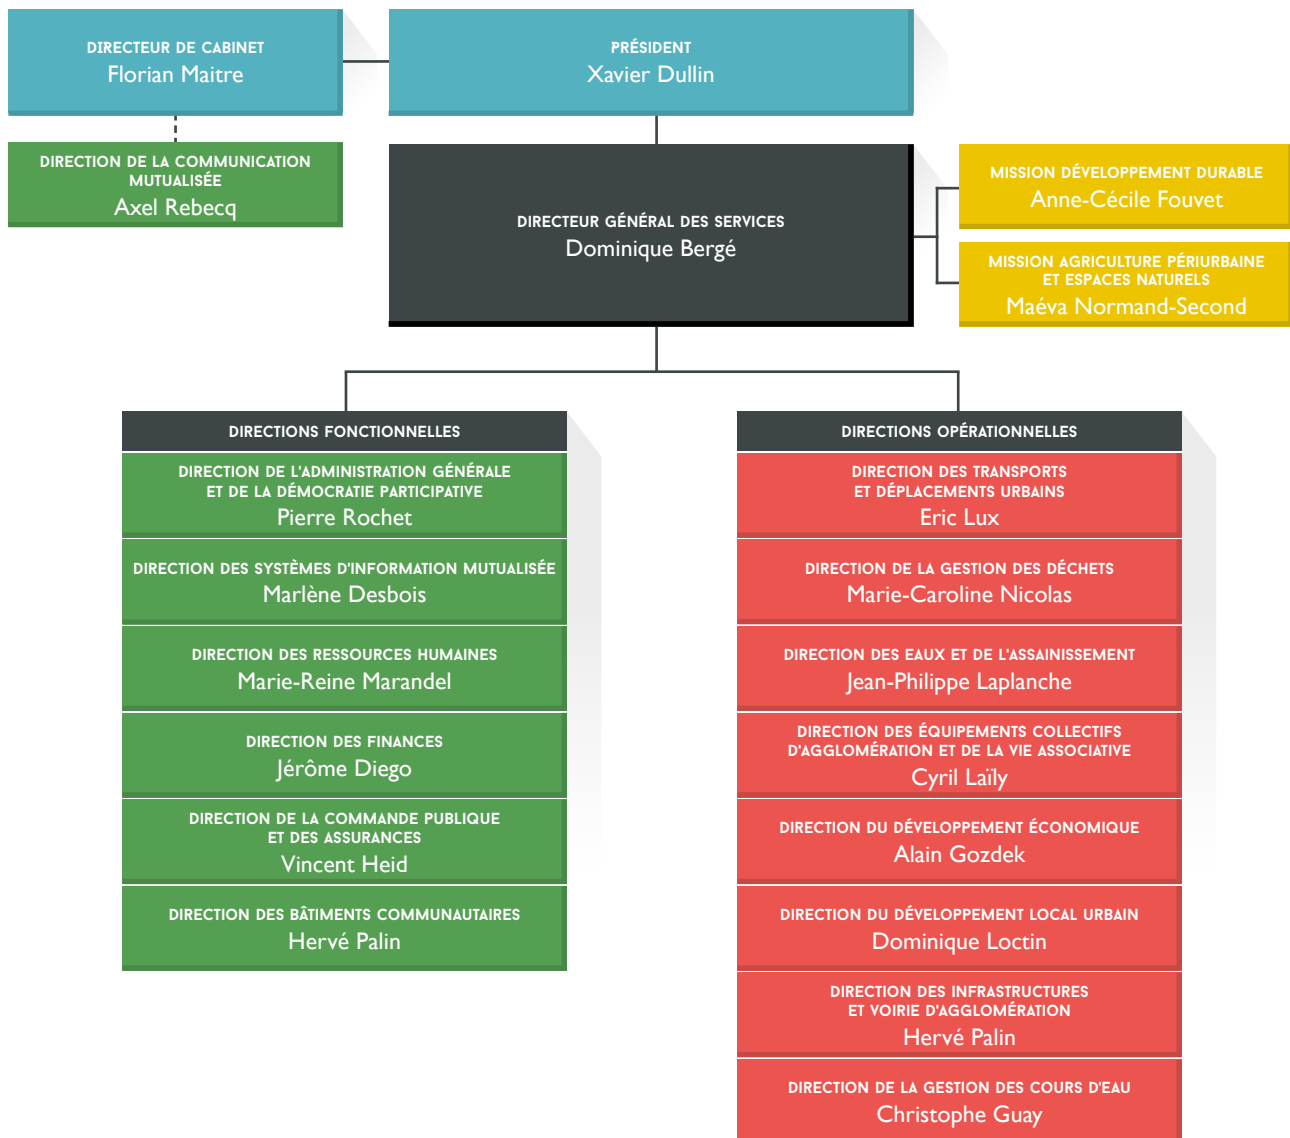 DIRECTEUR DE CABINET
Florian Maitre
PRÉSIDENT
Xavier Dullin
DIRECTION DE LA COMMUNICATION
MUTUALISÉE
Axel Rebecq
DIRECTEUR GÉNÉRAL DES SERVICES
Dominique Bergé
MISSION DÉVELOPPEMENT DURABLE
Anne-Cécile Fouvet
MISSION AGRICULTURE PÉRIURBAINE
ET ESPACES NATURELS
Maéva Normand-Second
DIRECTIONS FONCTIONNELLES
DIRECTION DE L'ADMINISTRATION GÉNÉRALE
ET DE LA DÉMOCRATIE PARTICIPATIVE
Pierre Rochet
DIRECTION DES SYSTÈMES D'INFORMATION MUTUALISÉE
Marlène Desbois
DIRECTION DES RESSOURCES HUMAINES
Marie-Reine Marandel
DIRECTION DES FINANCES
Jérôme Diego
DIRECTION DE LA COMMANDE PUBLIQUE
ET DES ASSURANCES
Vincent Heid
DIRECTION DES BÂTIMENTS COMMUNAUTAIRES
Hervé Palin
DIRECTIONS OPÉRATIONNELLES
DIRECTION DES TRANSPORTS
ET DÉPLACEMENTS URBAINS
Eric Lux
DIRECTION DE LA GESTION DES DÉCHETS
Marie-Caroline Nicolas
DIRECTION DES EAUX ET DE L'ASSAINISSEMENT
Jean-Philippe Laplanche
DIRECTION DES ÉQUIPEMENTS COLLECTIFS
D'AGGLOMÉRATION ET DE LA VIE ASSOCIATIVE
Cyril Laïly
DIRECTION DU DÉVELOPPEMENT ÉCONOMIQUE
Alain Gozdek
DIRECTION DU DÉVELOPPEMENT LOCAL URBAIN
Dominique Loctin
DIRECTION DES INFRASTRUCTURES
ET VOIRIE D'AGGLOMÉRATION
Hervé Palin
DIRECTION DE LA GESTION DES COURS D'EAU
Christophe Guay